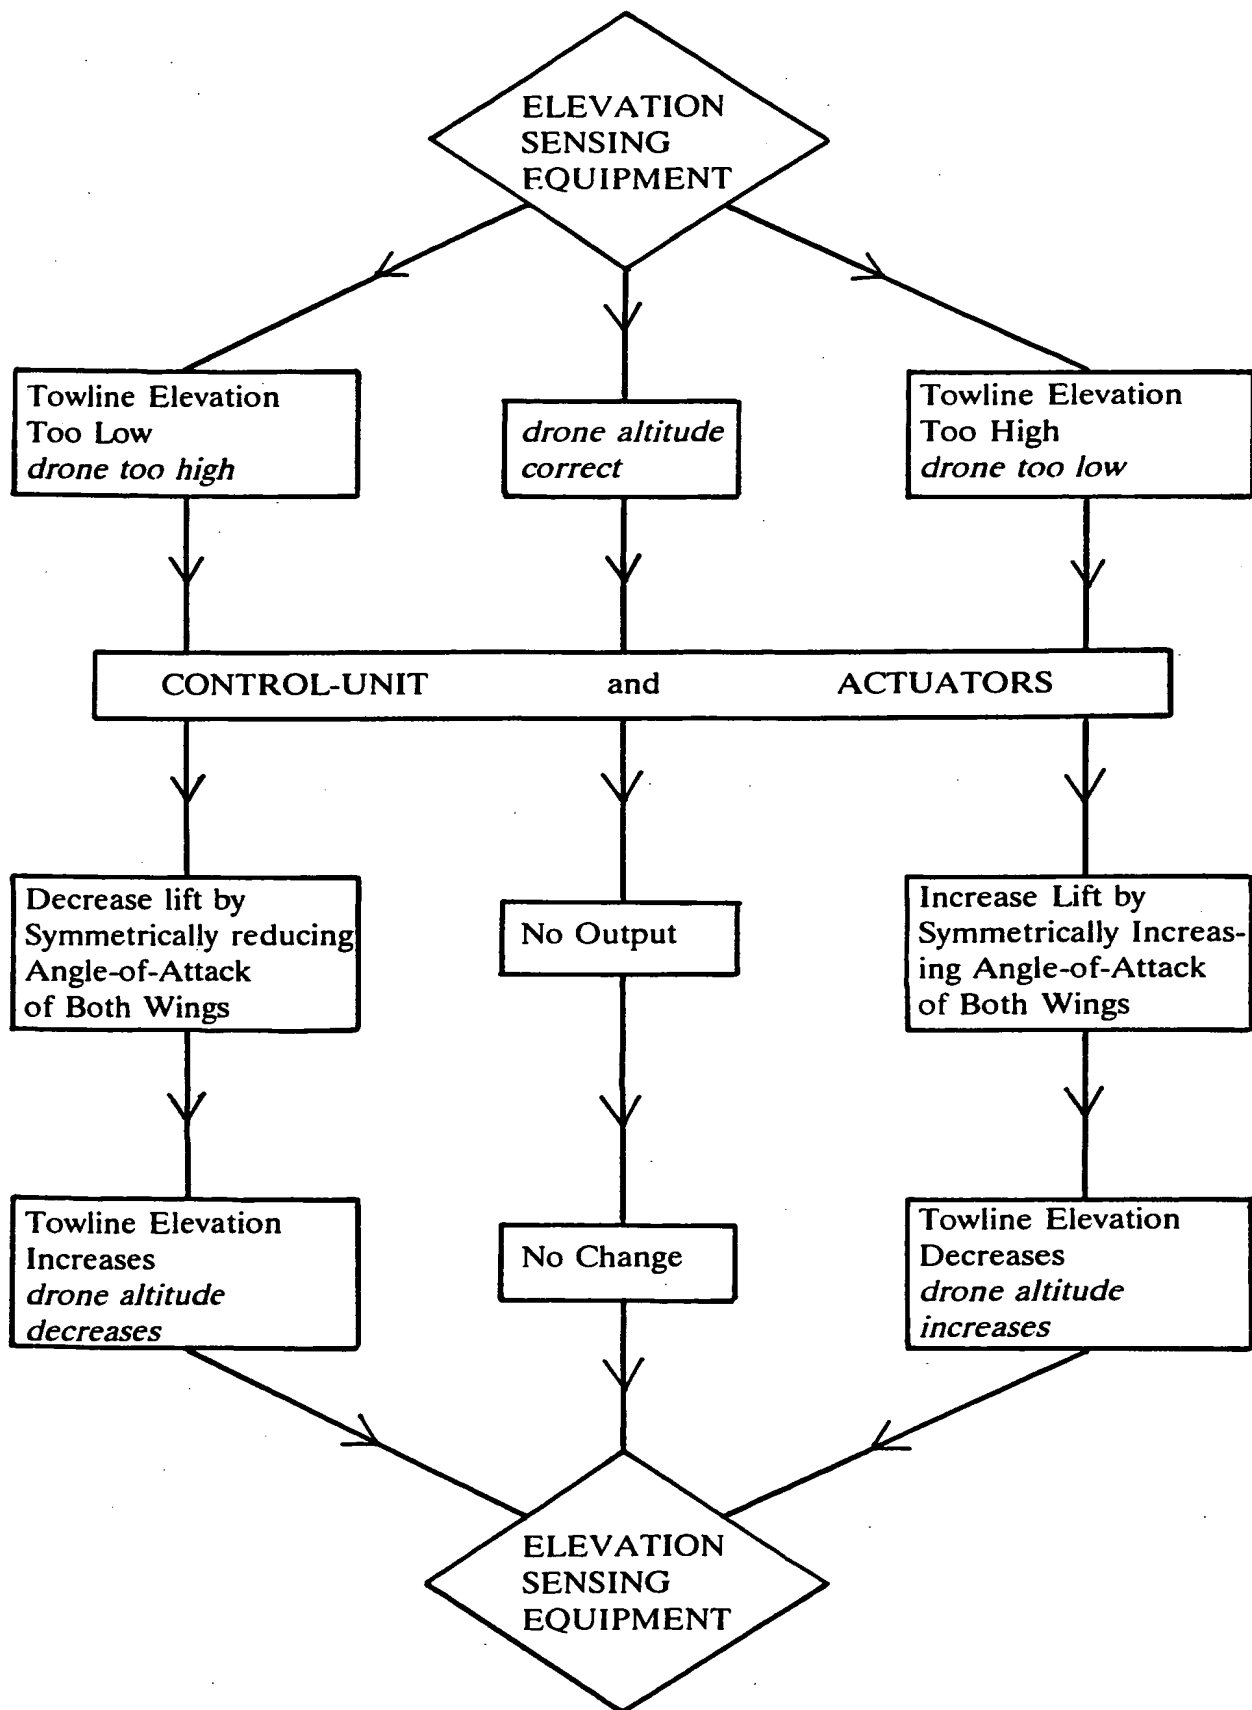 ELEVATION
SENSING
EQUIPMENT
Towline Elevation
Too Low
drone too high
drone altitude
correct
Towline Elevation
Too High
drone too low
CONTROL-UNIT and ACTUATORS
Decrease lift by
Symmetrically reducing
Angle-of-Attack
of Both Wings
No Output
Increase Lift by
Symmetrically Increas-
ing Angle-of-Attack
of Both Wings
Towline Elevation
Increases
drone altitude
decreases
No Change
Towline Elevation
Decreases
drone altitude
increases
ELEVATION
SENSING
EQUIPMENT